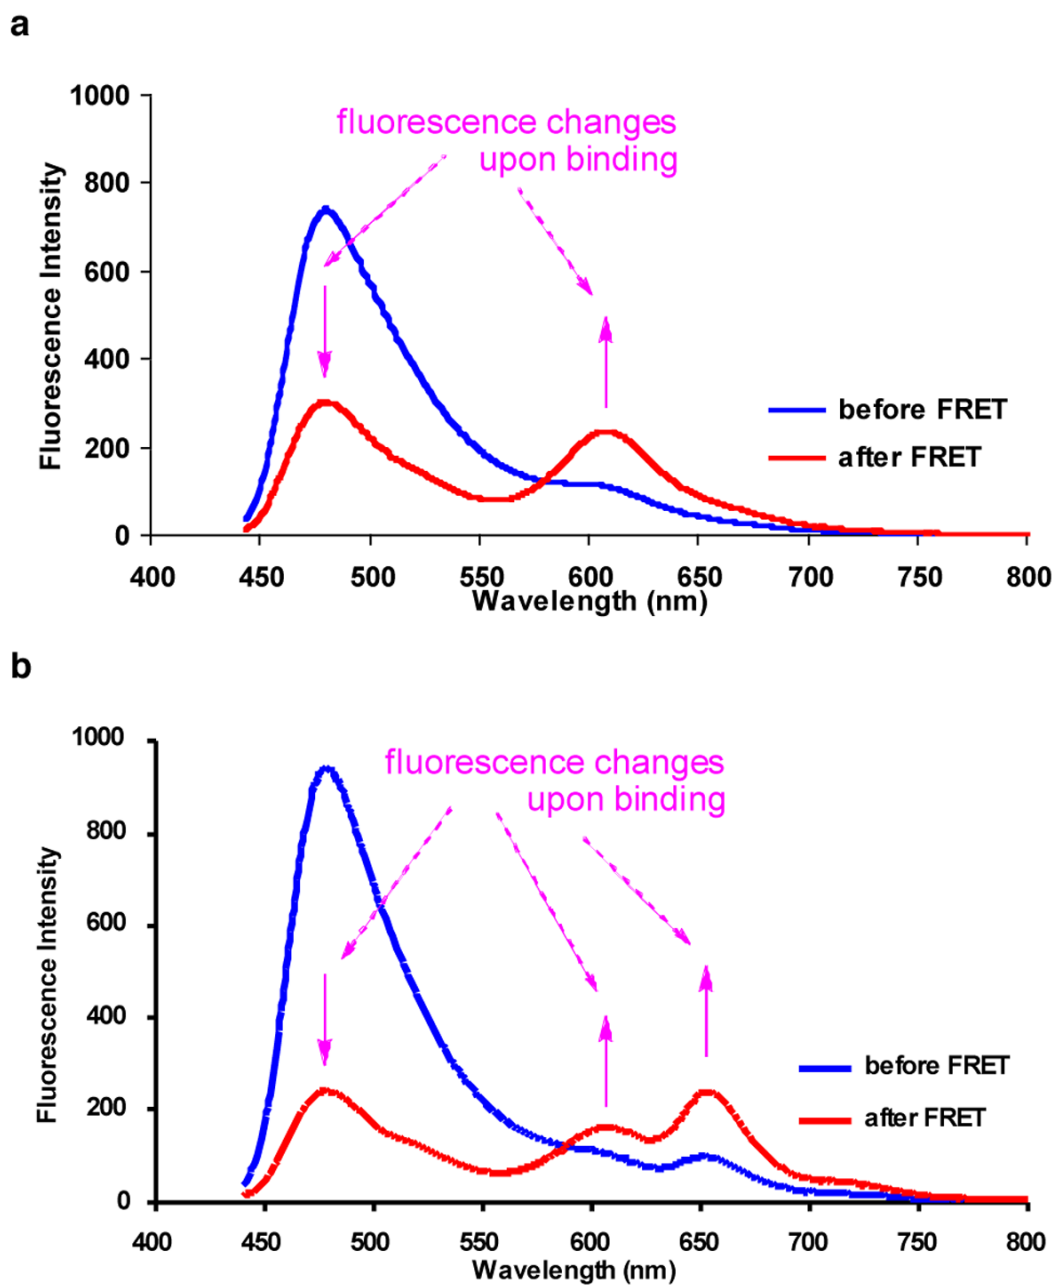 a
1000
fluorescence changes
upon binding
800
600
400
200
0
Fluorescence Intensity
before FRET
after FRET
400 450 500 550 600 650 700 750 800
Wavelength (nm)
b
1000
fluorescence changes
upon binding
800
600
400
200
0
Fluorescence Intensity
before FRET
after FRET
400 450 500 550 600 650 700 750 800
Wavelength (nm)